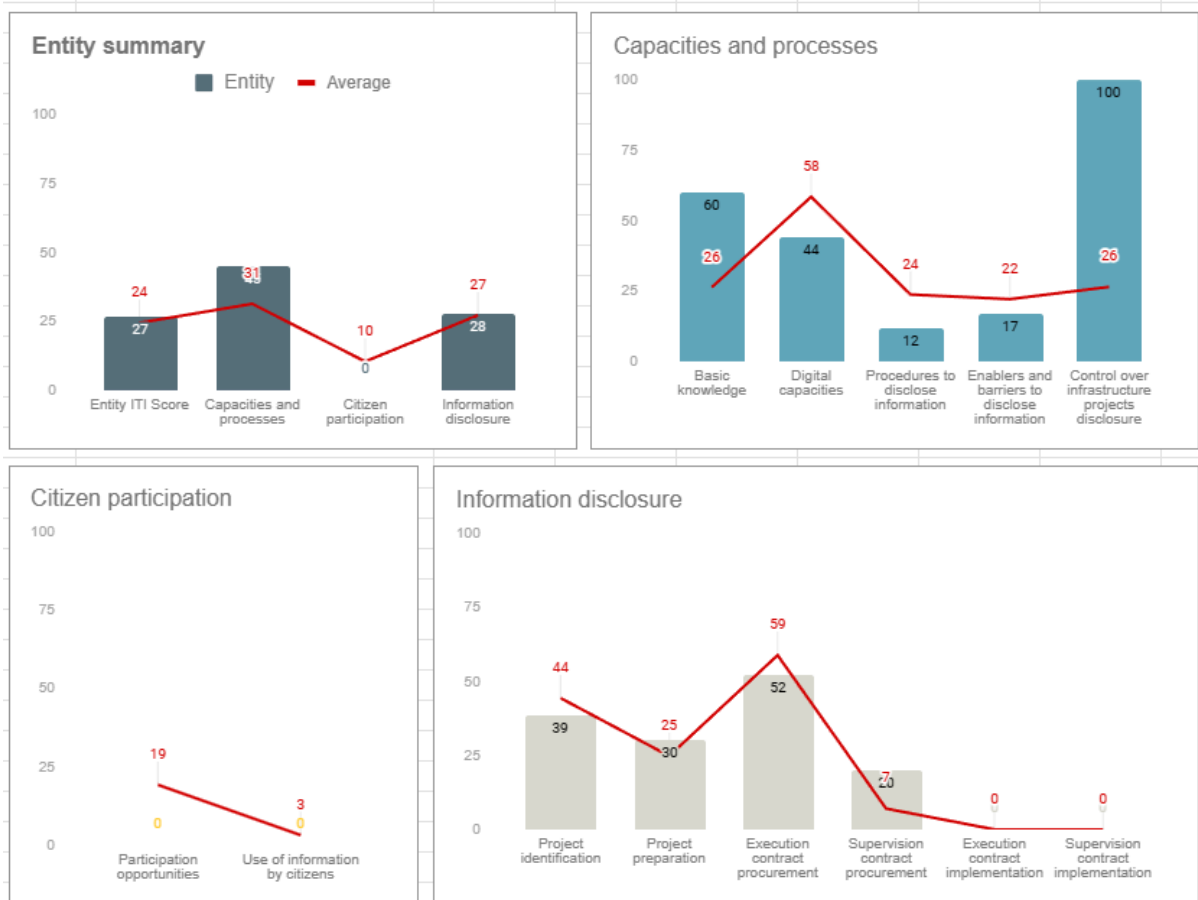 Entity summary
Entity
Average
100
75
50
25
0
24
27
31
45
10
0
27
28
Entity ITI Score
Capacities and
processes
Citizen
participation
Information
disclosure
Capacities and processes
100
75
50
25
0
60
26
58
44
24
12
22
17
100
26
Basic
knowledge
Digital
capacities
Procedures to
disclose
information
Enablers and
barriers to
disclose
information
Control over
infrastructure
projects
disclosure
Citizen participation
100
75
50
25
0
19
0
3
0
Participation
opportunities
Use of information
by citizens
Information disclosure
100
75
50
25
0
44
39
25
30
59
52
7
20
0
0
0
0
Project
identification
Project
preparation
Execution
contract
procurement
Supervision
contract
procurement
Execution
contract
implementation
Supervision
contract
implementation